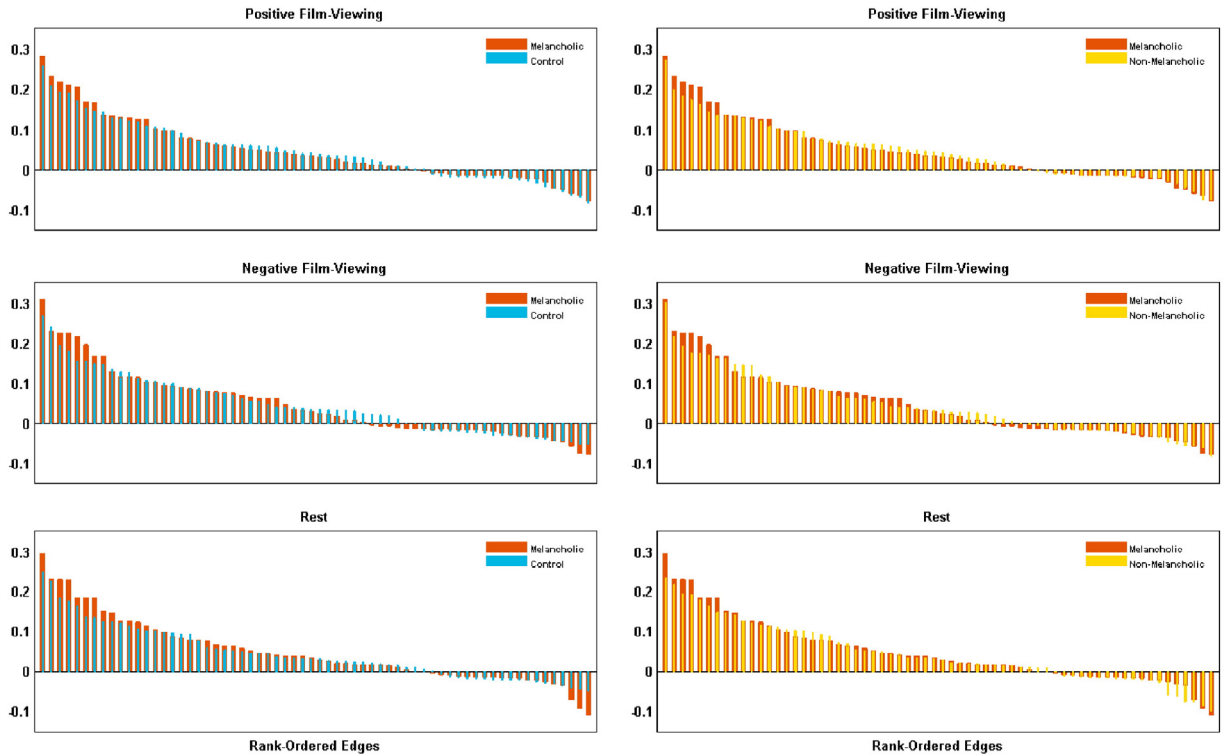 Positive Film-Viewing
0.3
0.2
0.1
0
-0.1
Melancholic
Control
Positive Film-Viewing
0.3
0.2
0.1
0
-0.1
Melancholic
Non-Melancholic
Negative Film-Viewing
0.3
0.2
0.1
0
-0.1
Melancholic
Control
Negative Film-Viewing
0.3
0.2
0.1
0
-0.1
Melancholic
Non-Melancholic
Rest
0.3
0.2
0.1
0
-0.1
Melancholic
Control
Rank-Ordered Edges
Rest
0.3
0.2
0.1
0
-0.1
Melancholic
Non-Melancholic
Rank-Ordered Edges